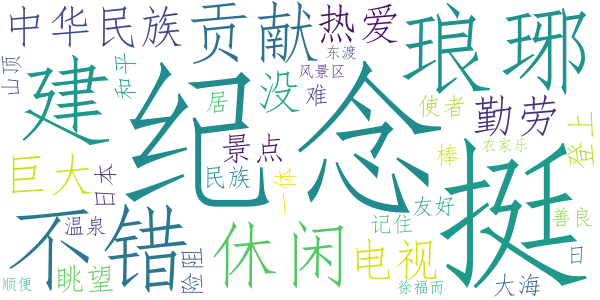 中华民族
贡献
热爱
琅琊
东渡
风景区
山顶
和平
建
纪念
居
没
难
使者
勤劳
登上
景点
棒
农家乐
巨大
日本
民族
一体
挺
不错
温泉
险阻
休闲
记住
友好
电视
善良
曰
顺便
眺望
徐福而
大海